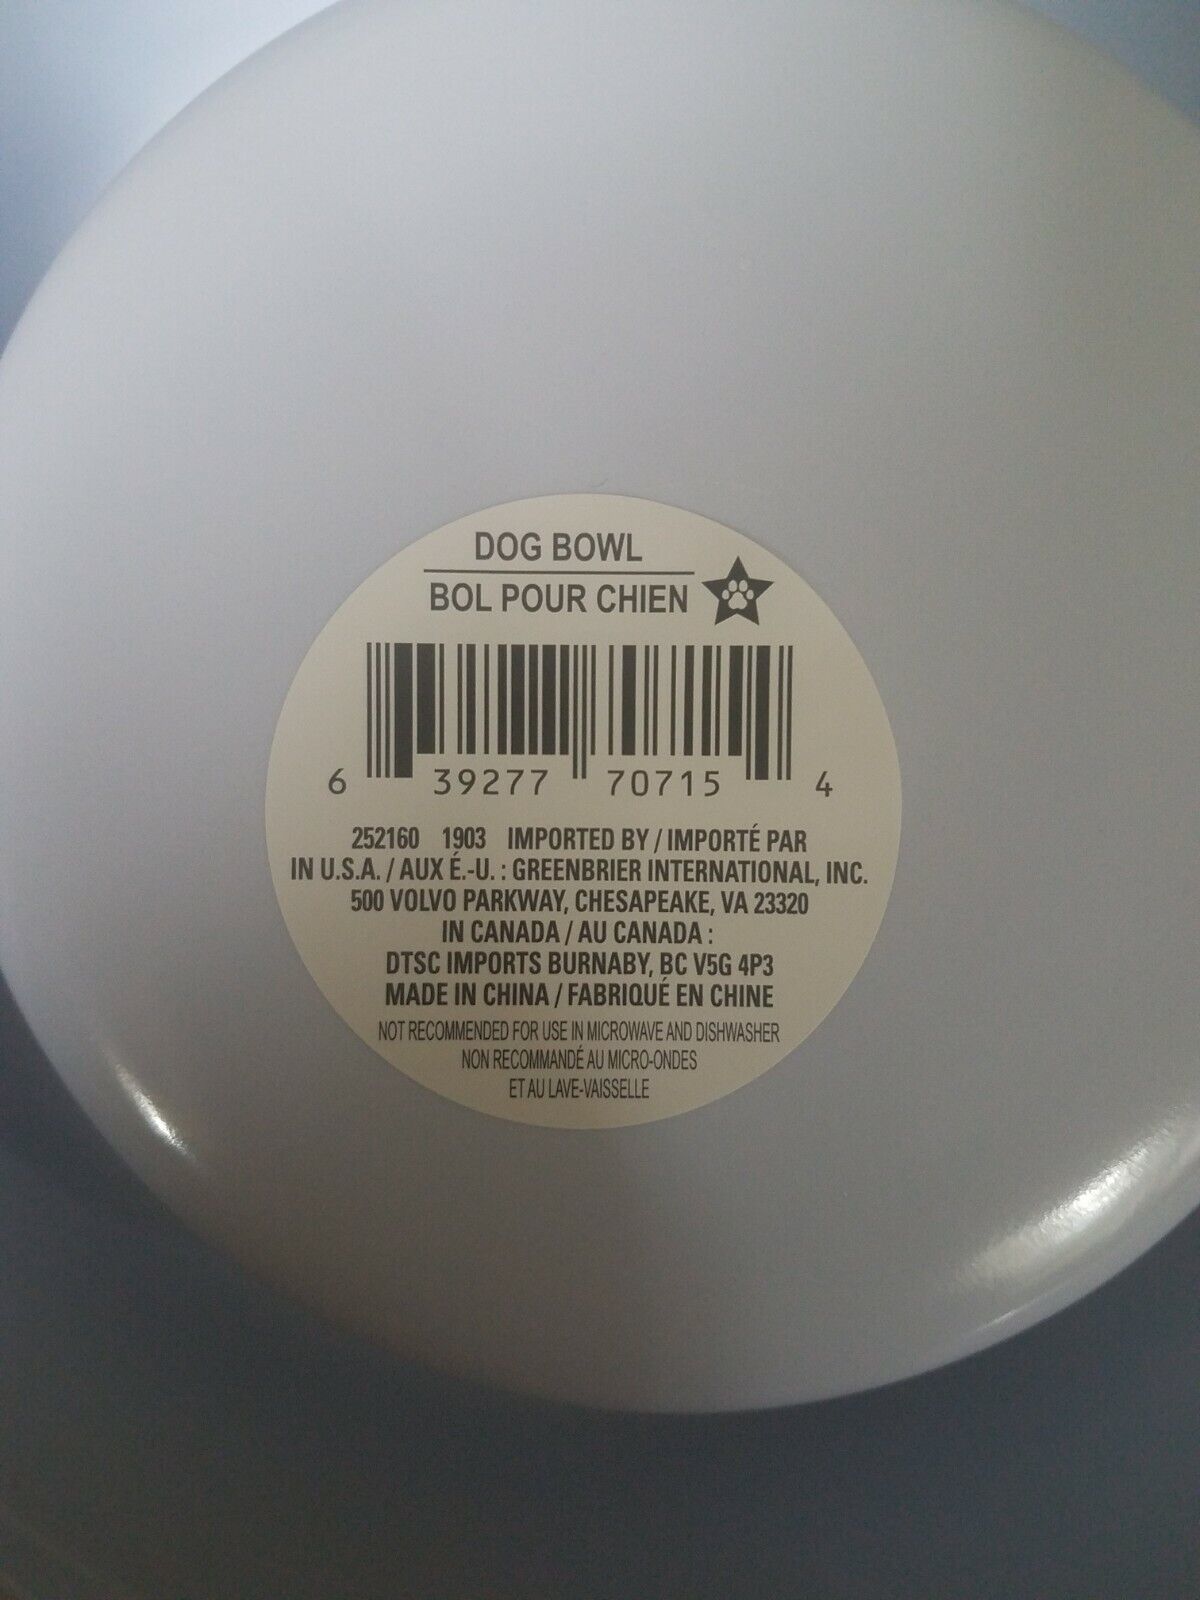 DOG BOWL
BOL POUR CHIEN
6 39277 70715 4
252160 1903 IMPORTED BY / IMPORTÉ PAR
IN U.S.A. / AUX É.-U. : GREENBRIER INTERNATIONAL, INC.
500 VOLVO PARKWAY, CHESAPEAKE, VA 23320
IN CANADA / AU CANADA :
DTSC IMPORTS BURNABY, BC V5G 4P3
MADE IN CHINA / FABRIQUÉ EN CHINE
NOT RECOMMENDED FOR USE IN MICROWAVE AND DISHWASHER
NON RECOMMANDÉ AU MICRO-ONDES
ET AU LAVE-VAISSELLE